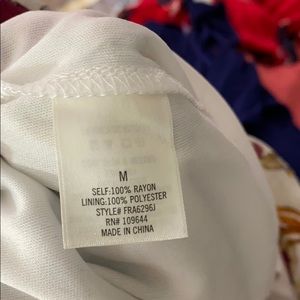 M
SELF:100% RAYON
LINING:100% POLYESTER
STYLE# FRA6296J
RN# 109644
MADE IN CHINA